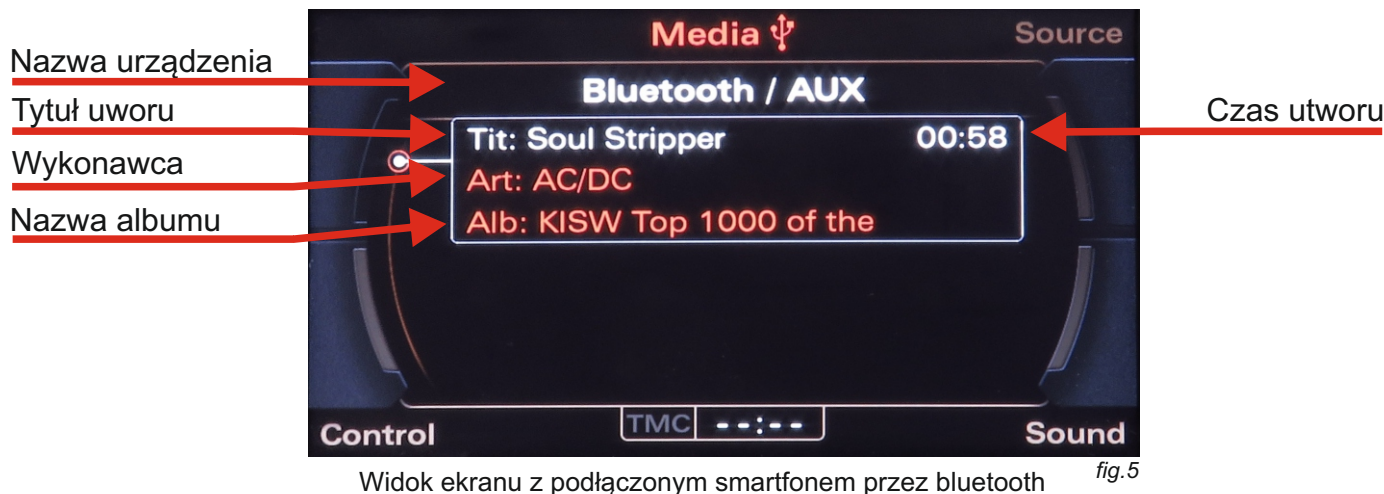 Media Source
Nazwa urządzenia
Bluetooth / AUX
Tytuł uworu
Tit: Soul Stripper 00:58
Czas utworu
Wykonawca
Art: AC/DC
Nazwa albumu
Alb: KISW Top 1000 of the
Control
TMC --:--
Sound
Widok ekranu z podłączonym smartfonem przez bluetooth
fig.5